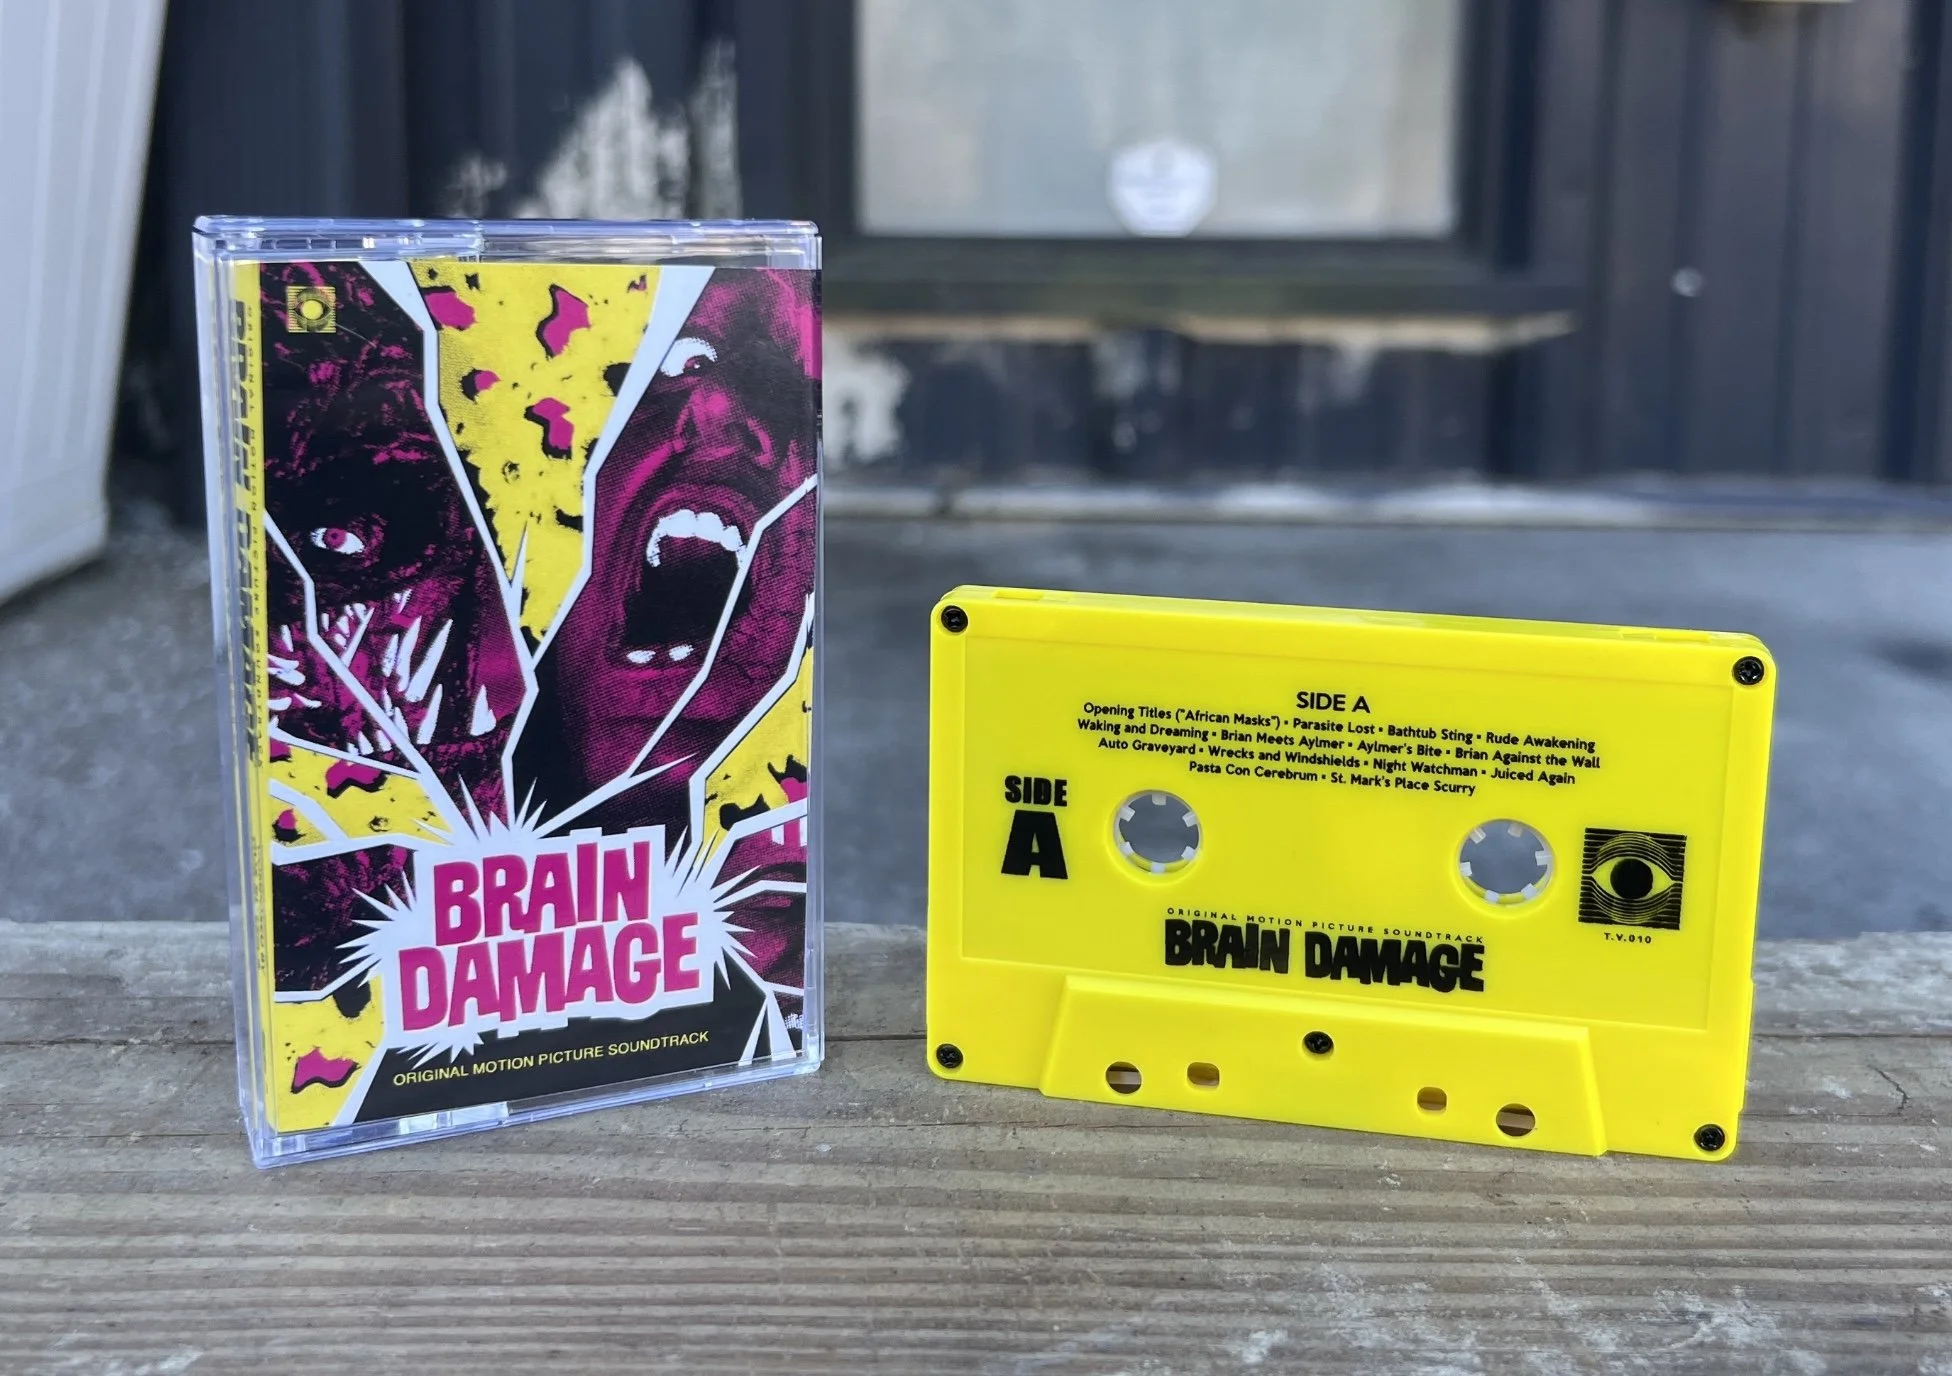 BRAIN DAMAGE
BRAIN
DAMAGE
ORIGINAL MOTION PICTURE SOUNDTRACK
SIDE A
Opening Titles ("African Masks") • Parasite Lost • Bathtub Sting • Rude Awakening
Waking and Dreaming • Brian Meets Aylmer • Aylmer's Bite • Brian Against the Wall
Auto Graveyard • Wrecks and Windshields • Night Watchman • Juiced Again
Pasta Con Cerebrum • St. Mark's Place Scurry
SIDE
A
T.V.010
ORIGINAL MOTION PICTURE SOUNDTRACK
BRAIN DAMAGE